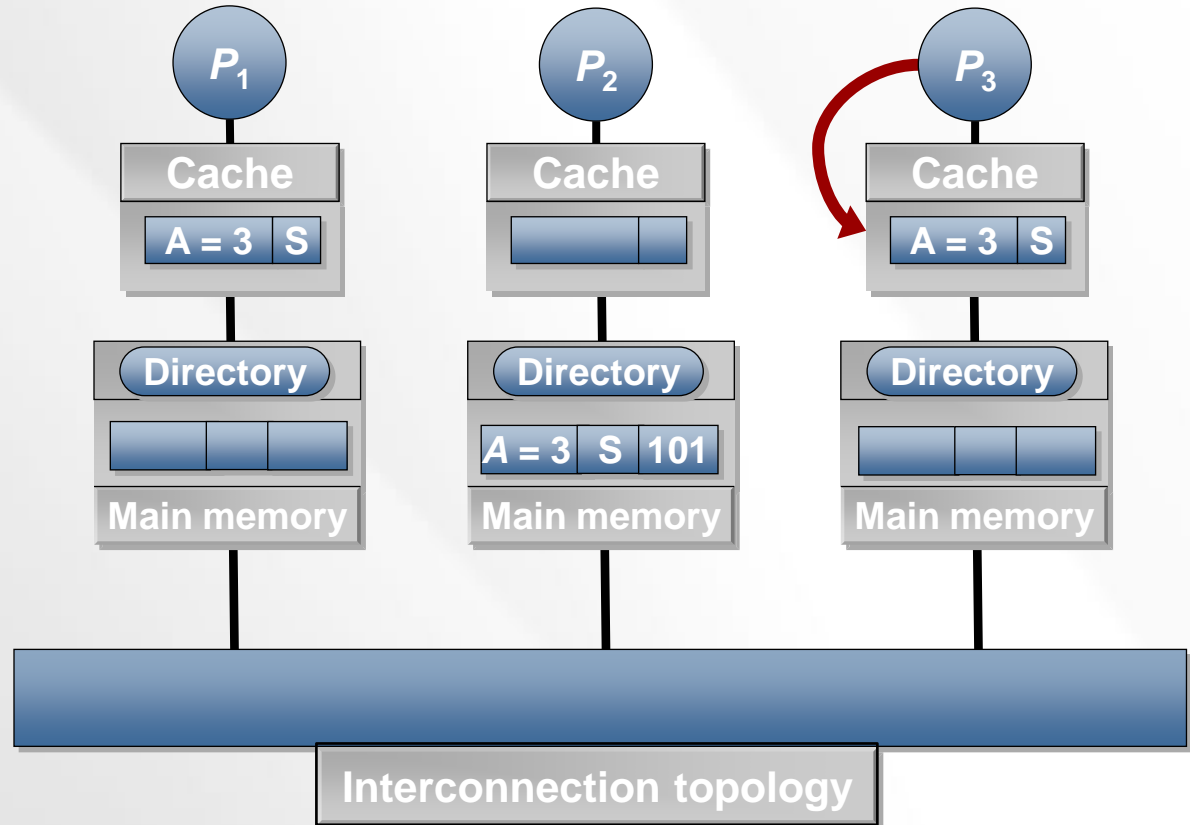 P1 P2 P3
Cache Cache Cache
A = 3 S A = 3 S
Directory Directory Directory
A = 3 S 101
Main memory Main memory Main memory
Interconnection topology